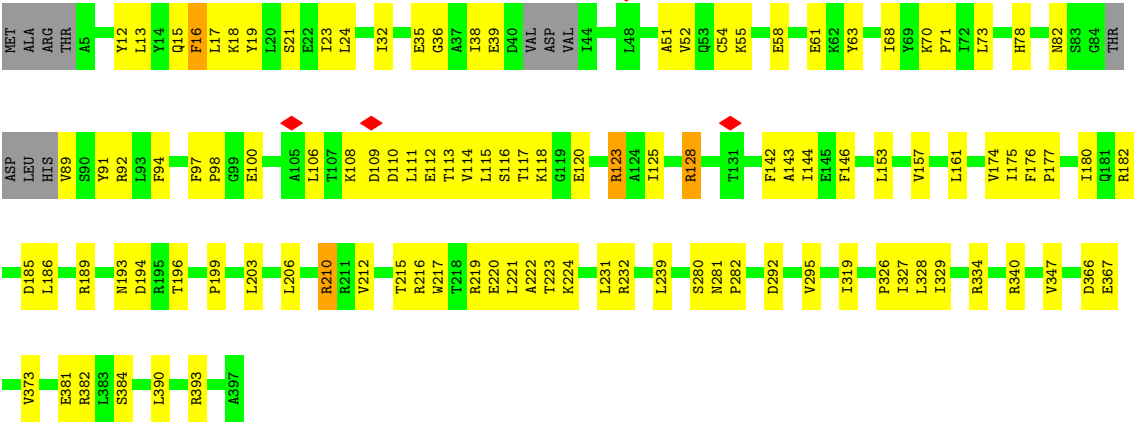 MET ALA ARG THR A5 Y12 L13 Y14 Q15 F16 L17 K18 Y19 L20 S21 E22 I23 L24 I32 E35 G36 A37 I38 E39 D40 VAL ASP VAL I44 L48 A51 V52 Q53 C54 K55 E58 E61 K62 Y63 I68 Y69 K70 P71 I72 L73 H78 N82 S83 G84 THR
ASP LEU HIS V89 S90 Y91 R92 L93 F94 F97 P98 G99 E100 A105 L106 T107 K108 D109 D110 L111 E112 T113 V114 L115 S116 T117 K118 G119 E120 R123 A124 I125 R128 T131 F142 A143 I144 E145 F146 L153 V157 L161 V174 I175 F176 P177 I180 Q181 R182
D185 L186 R189 N193 D194 R195 T196 P199 L203 L206 R210 R211 V212 T215 R216 W217 T218 R219 E220 L221 A222 T223 K224 L231 R232 L239 S280 N281 P282 D292 V295 I319 P326 I327 L328 I329 R334 R340 V347 D366 E367
V373 E381 R382 L383 S384 L390 R393 A397